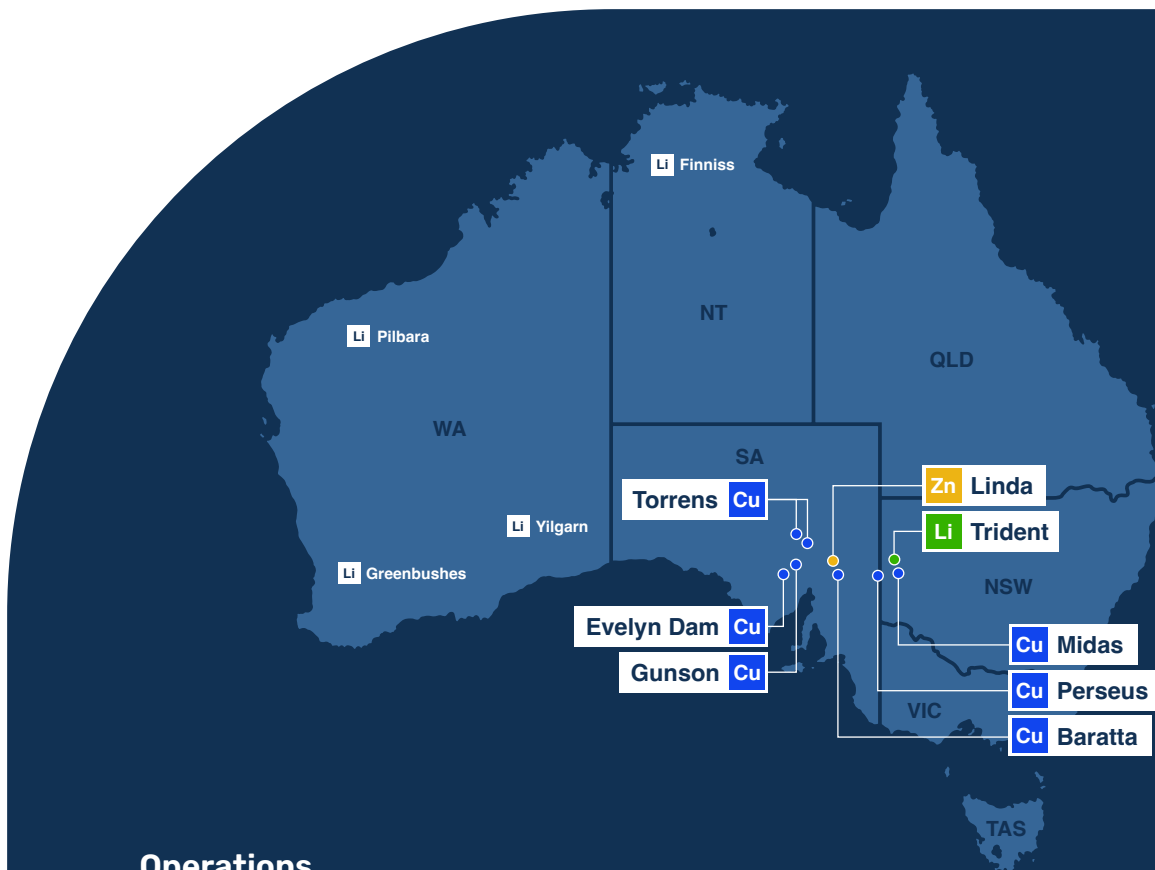 Li Finniss
NT
Li Pilbara
QLD
WA
SA
Zn Linda
Torrens Cu
Li Trident
Li Yilgarn
Li Greenbushes
NSW
Evelyn Dam Cu
Cu Midas
Gunson Cu
Cu Perseus
VIC
Cu Baratta
TAS
Operations